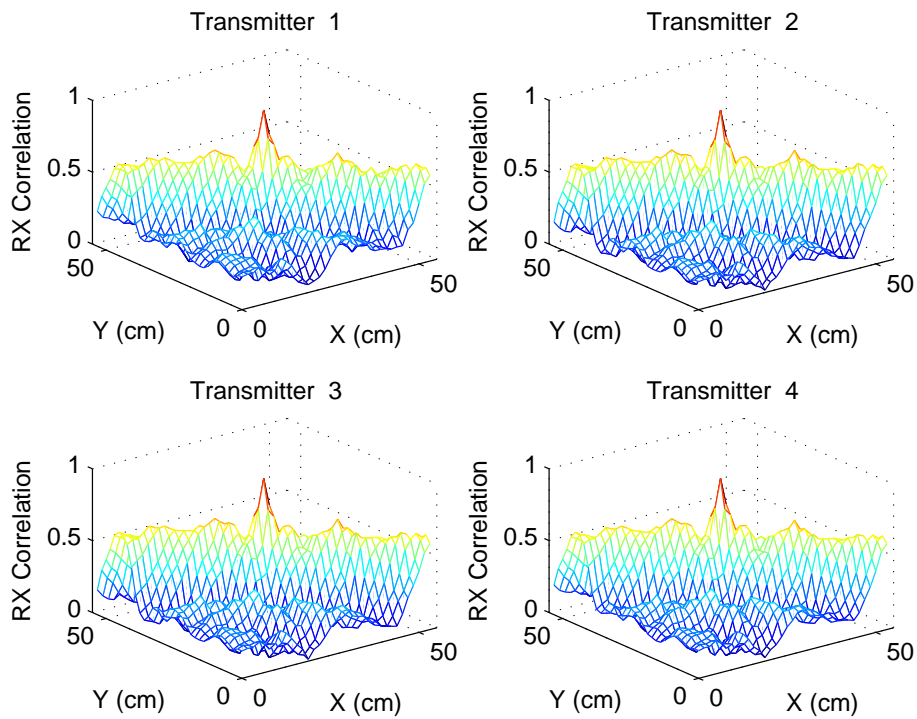 Transmitter 1
1
0.5
0
RX Correlation
50
0
Y (cm)
0
50
X (cm)
Transmitter 2
1
0.5
0
RX Correlation
50
0
Y (cm)
0
50
X (cm)
Transmitter 3
1
0.5
0
RX Correlation
50
0
Y (cm)
0
50
X (cm)
Transmitter 4
1
0.5
0
RX Correlation
50
0
Y (cm)
0
50
X (cm)